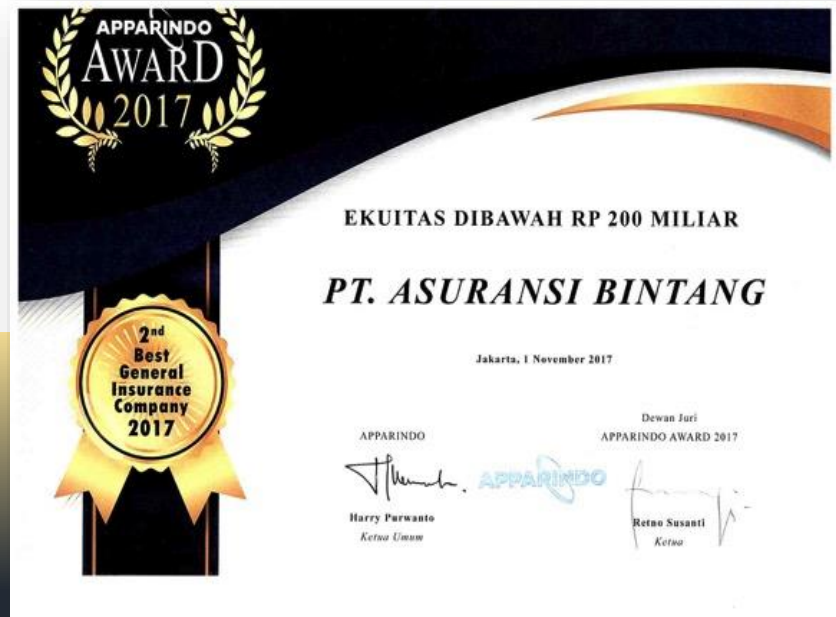 APPARINDO
AWARD
2017
EKUITAS DIBAWAH RP 200 MILIAR
PT. ASURANSI BINTANG
2nd
Best
General
Insurance
Company
2017
Jakarta, 1 November 2017
APPARINDO
Dewan Juri
APPARINDO AWARD 2017
APPARINDO
Harry Purwanto
Ketua Umum
Retno Susanti
Ketua